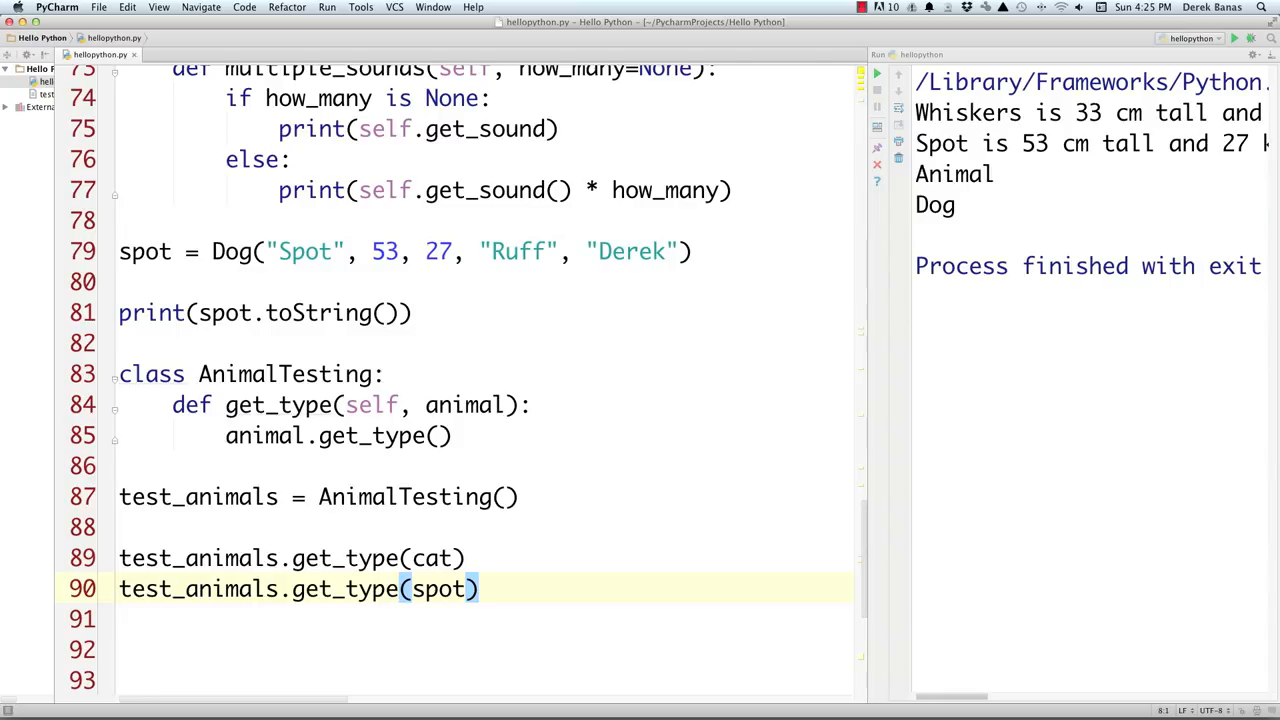 PyCharm File Edit View Navigate Code Refactor Run Tools VCS Window Help 10 Sun 4:25 PM Derek Banas
hellopython.py - Hello Python - [~/PycharmProjects/Hello Python]
Hello Python hellopython.py hellopython
hellopython.py Run hellopython
Hello P
hel
tes
Externa
73 def multiple_sounds(self, how_many=None):
74 if how_many is None:
75 print(self.get_sound)
76 else:
77 print(self.get_sound() * how_many)
78
79 spot = Dog("Spot", 53, 27, "Ruff", "Derek")
80
81 print(spot.toString())
82
83 class AnimalTesting:
84 def get_type(self, animal):
85 animal.get_type()
86
87 test_animals = AnimalTesting()
88
89 test_animals.get_type(cat)
90 test_animals.get_type(spot)
91
92
93
/Library/Frameworks/Python.
Whiskers is 33 cm tall and
Spot is 53 cm tall and 27 k
Animal
Dog
Process finished with exit
8:1 LF UTF-8